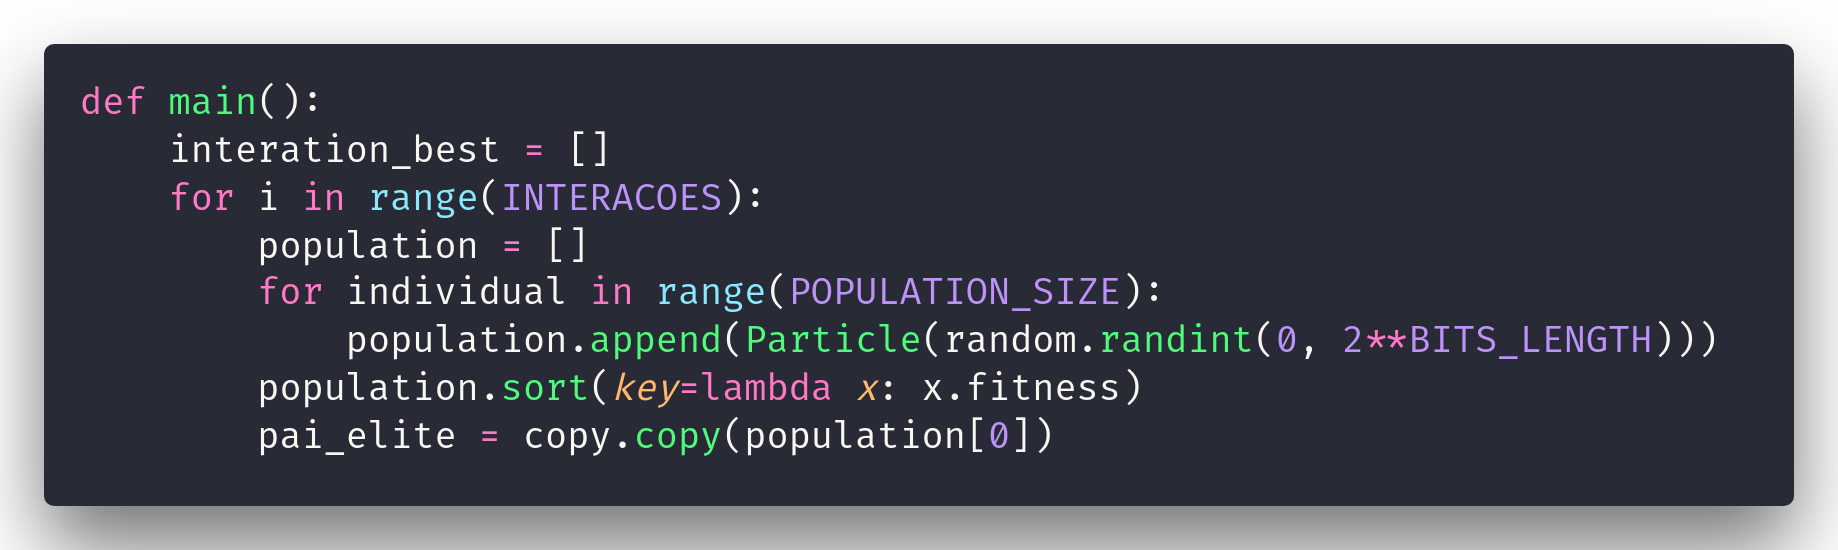 def main():
    interation_best = []
    for i in range(INTERACOES):
        population = []
        for individual in range(POPULATION_SIZE):
            population.append(Particle(random.randint(0, 2**BITS_LENGTH)))
        population.sort(key=lambda x: x.fitness)
        pai_elite = copy.copy(population[0])